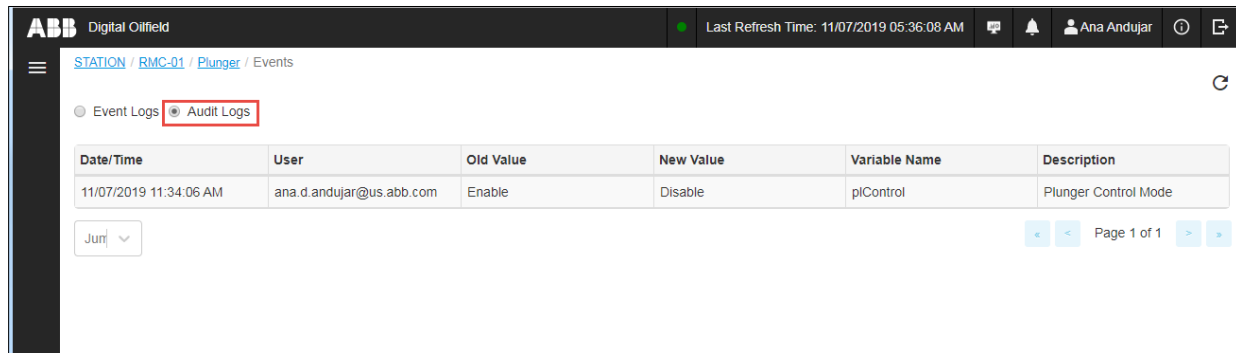 ABB Digital Oilfield Last Refresh Time: 11/07/2019 05:36:08 AM Ana Andujar
STATION / RMC-01 / Plunger / Events
Event Logs Audit Logs
Date/Time User Old Value New Value Variable Name Description
11/07/2019 11:34:06 AM ana.d.andujar@us.abb.com Enable Disable plControl Plunger Control Mode
Jum « < Page 1 of 1 > »